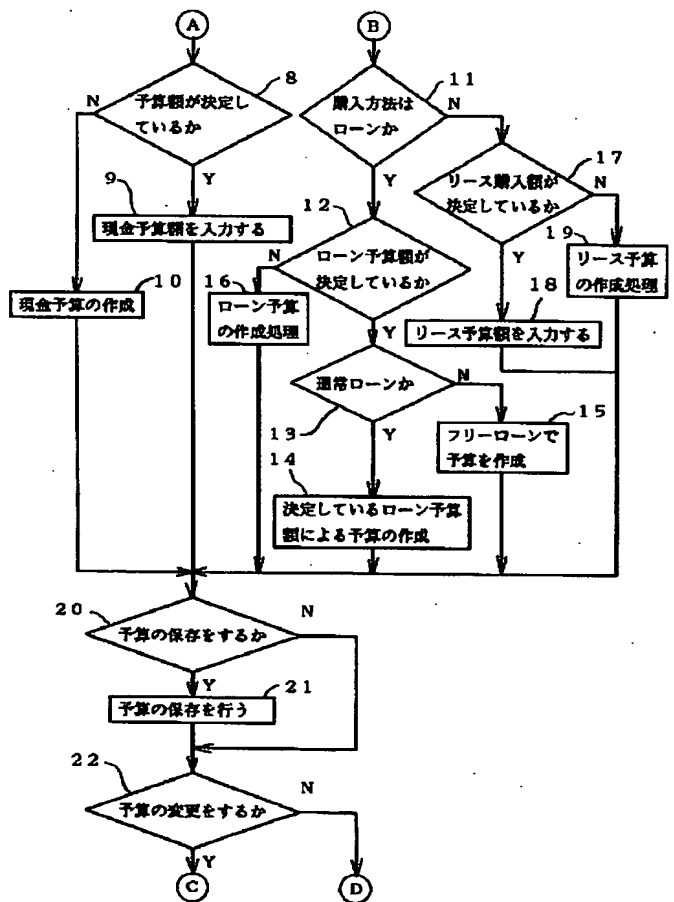 A
B
8
予算額が決定し
ているか
N
Y
11
購入方法は
ローンか
N
Y
9
現金予算額を入力する
17
リース購入額が
決定しているか
N
Y
12
ローン予算額が
決定しているか
N
Y
10
現金予算の作成
16
ローン予算
の作成処理
19
リース予算
の作成処理
18
リース予算額を入力する
通常ローンか
N
13
Y
15
フリーローンで
予算を作成
14
決定しているローン予算
額による予算の作成
20
予算の保存をするか
N
Y
21
予算の保存を行う
22
予算の変更をするか
N
Y
C
D